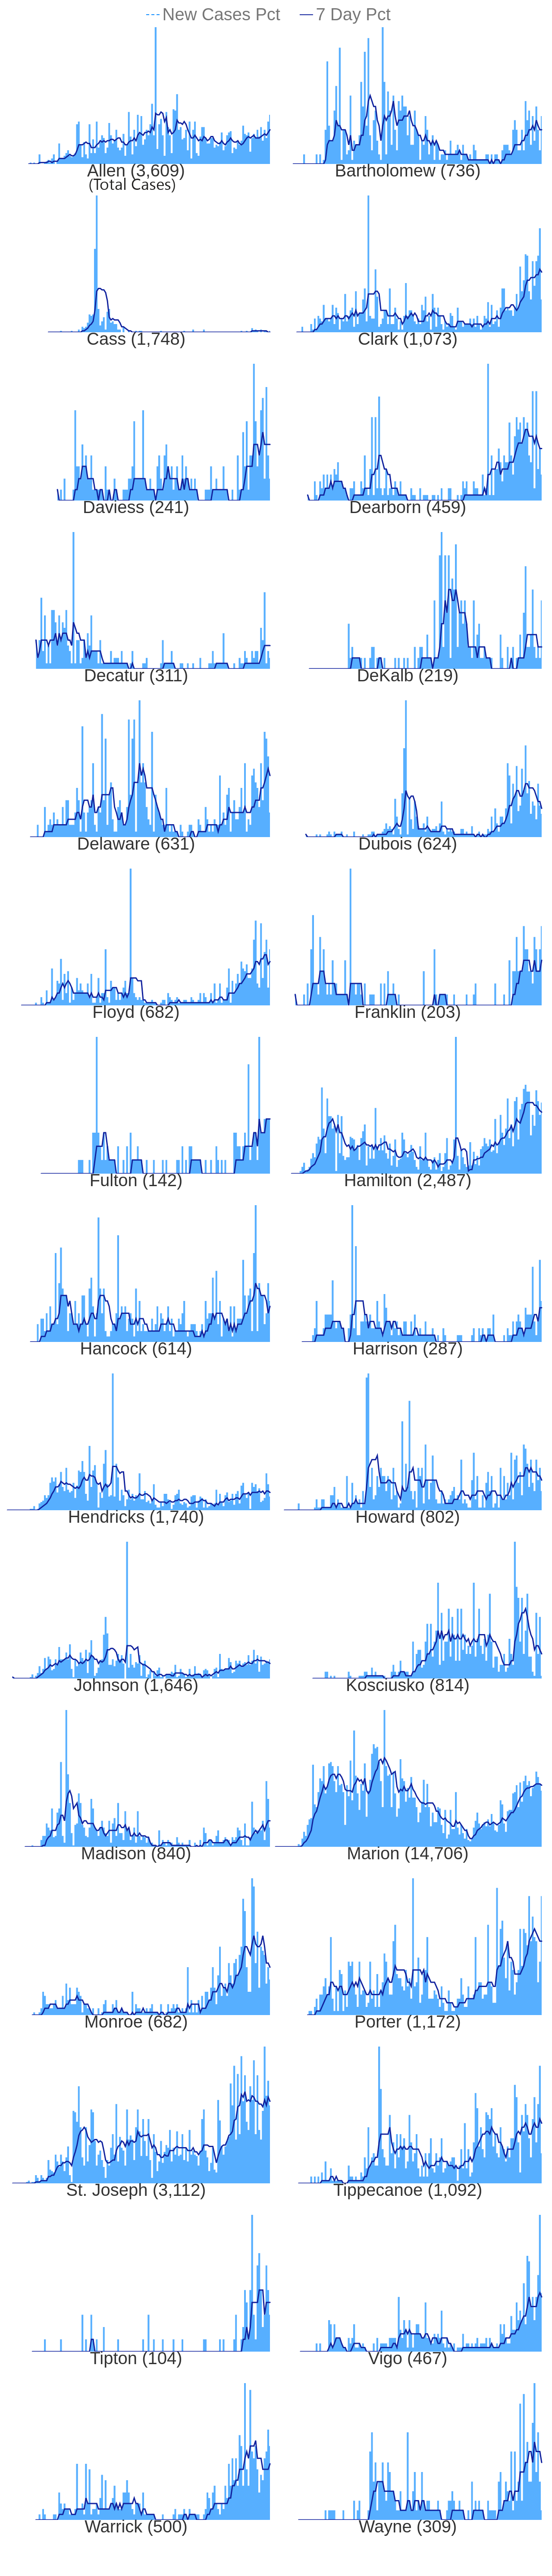 New Cases Pct 7 Day Pct
Allen (3,609) Bartholomew (736)
(Total Cases)
Cass (1,748) Clark (1,073)
Daviess (241) Dearborn (459)
Decatur (311) DeKalb (219)
Delaware (631) Dubois (624)
Floyd (682) Franklin (203)
Fulton (142) Hamilton (2,487)
Hancock (614) Harrison (287)
Hendricks (1,740) Howard (802)
Johnson (1,646) Kosciusko (814)
Madison (840) Marion (14,706)
Monroe (682) Porter (1,172)
St. Joseph (3,112) Tippecanoe (1,092)
Tipton (104) Vigo (467)
Warrick (500) Wayne (309)